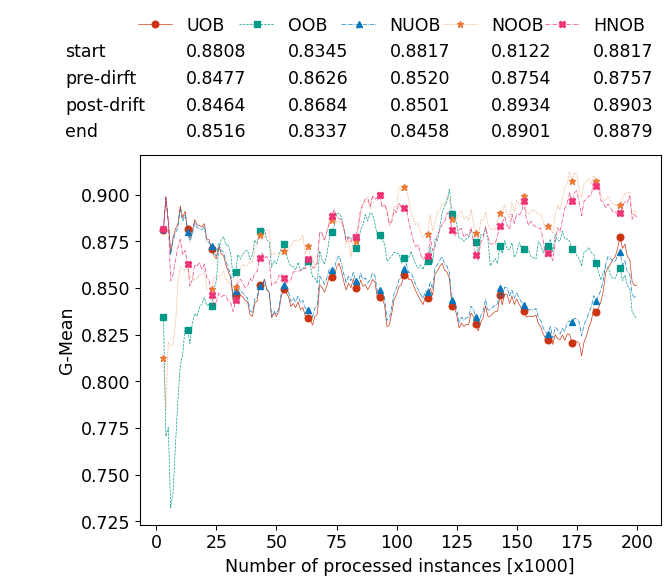 UOB OOB NUOB NOOB HNOB
start 0.8808 0.8345 0.8817 0.8122 0.8817
pre-dirft 0.8477 0.8626 0.8520 0.8754 0.8757
post-drift 0.8464 0.8684 0.8501 0.8934 0.8903
end 0.8516 0.8337 0.8458 0.8901 0.8879
0.900
0.875
0.850
0.825
0.800
0.775
0.750
0.725
G-Mean
0 25 50 75 100 125 150 175 200
Number of processed instances [x1000]